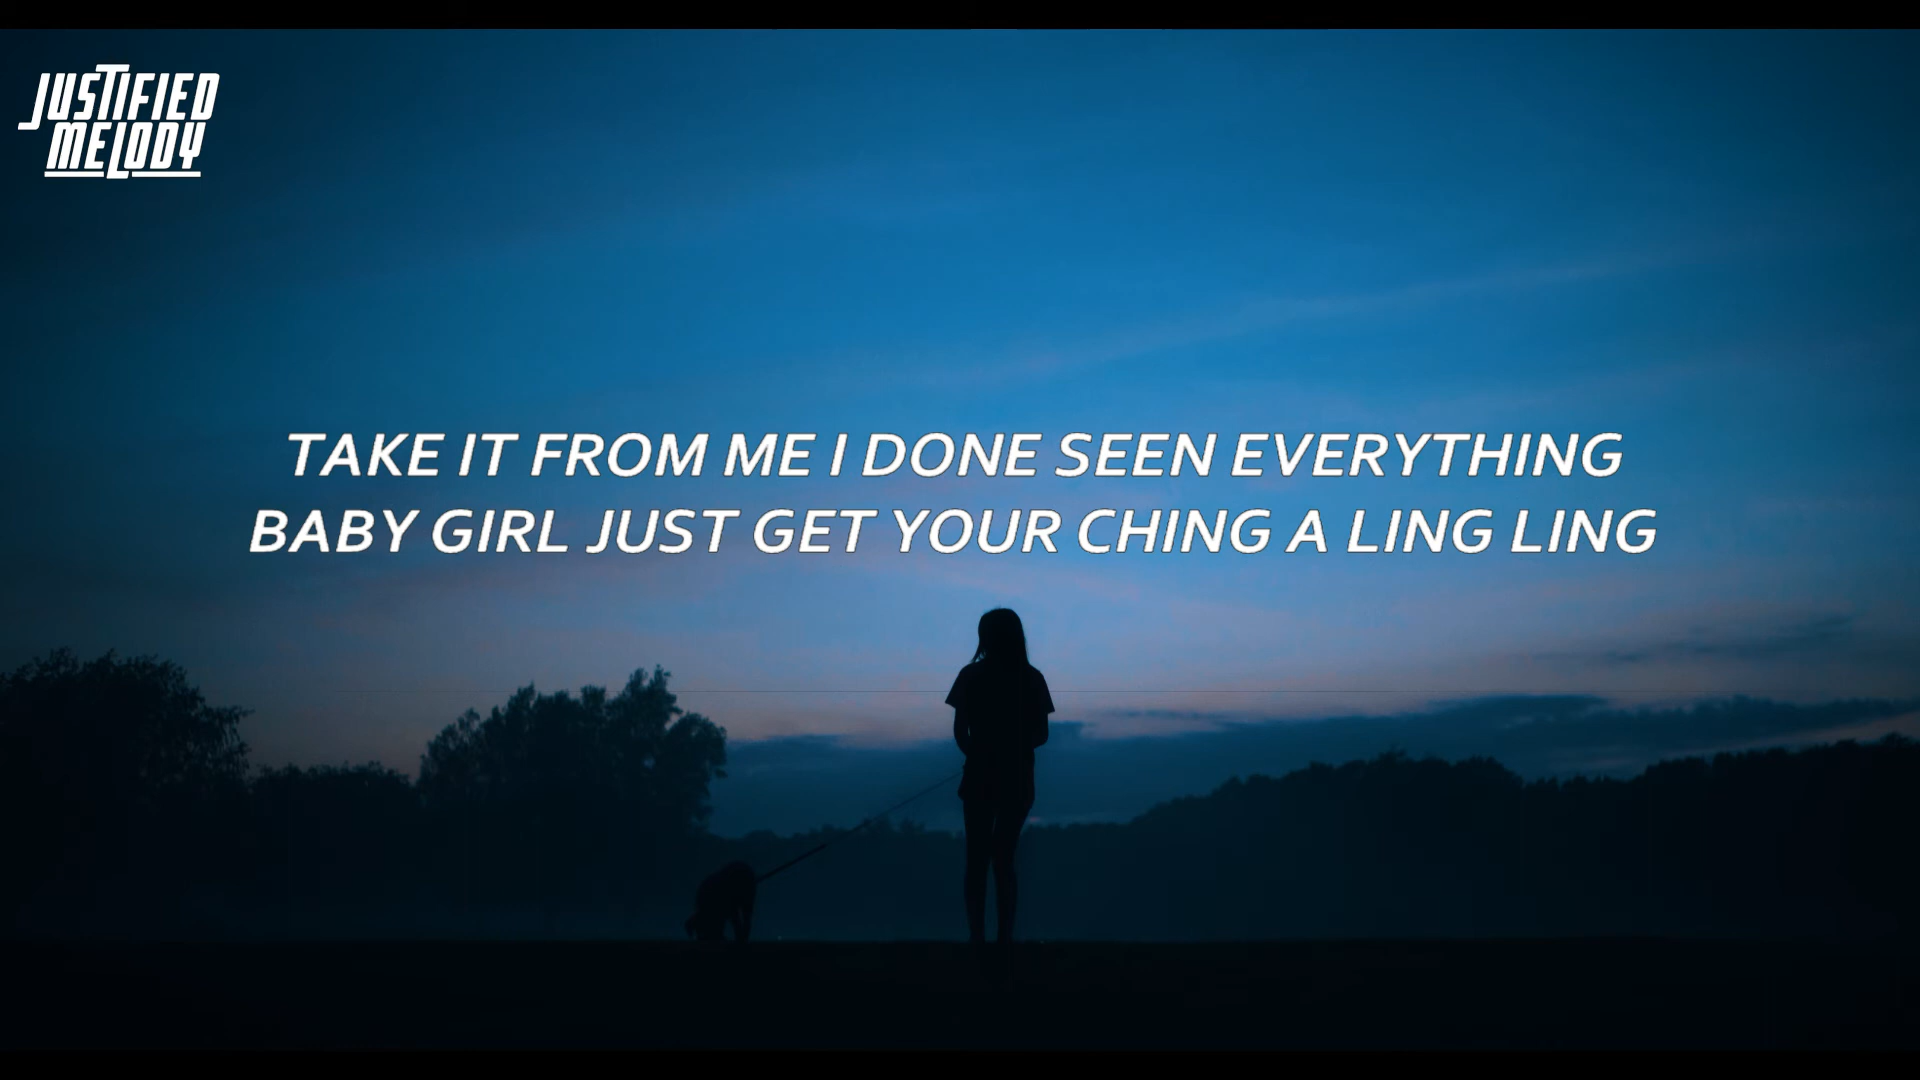 JUSTIFIED
MELODY
TAKE IT FROM ME I DONE SEEN EVERYTHING
BABY GIRL JUST GET YOUR CHING A LING LING